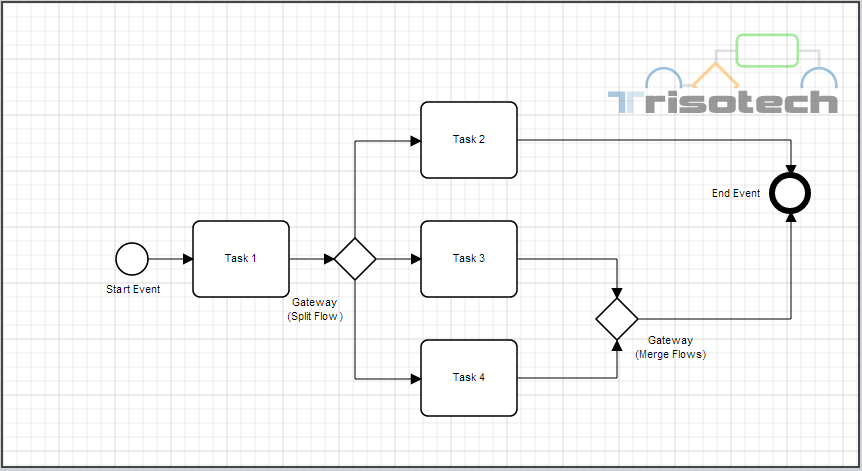 Trisotech
Task 2
End Event
Task 1
Task 3
Start Event
Gateway
(Split Flow )
Gateway
(Merge Flows)
Task 4